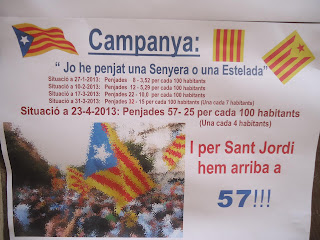 Campanya:
“ Jo he penjat una Senyera o una Estelada”
Situació a 27-1-2013: Penjades 8 - 3,52 per cada 100 habitants
Situació a 10-2-2013: Penjades 12 - 5,29 per cada 100 habitants
Situació a 17-3-2013: Penjades 22 - 10,0 per cada 100 habitants
Situació a 31-3-2013: Penjades 32 - 15 per cada 100 habitants (Una cada 7 habitants)
Situació a 23-4-2013: Penjades 57- 25 per cada 100 habitants
(Una cada 4 habitants)
I per Sant Jordi
hem arriba a
57!!!